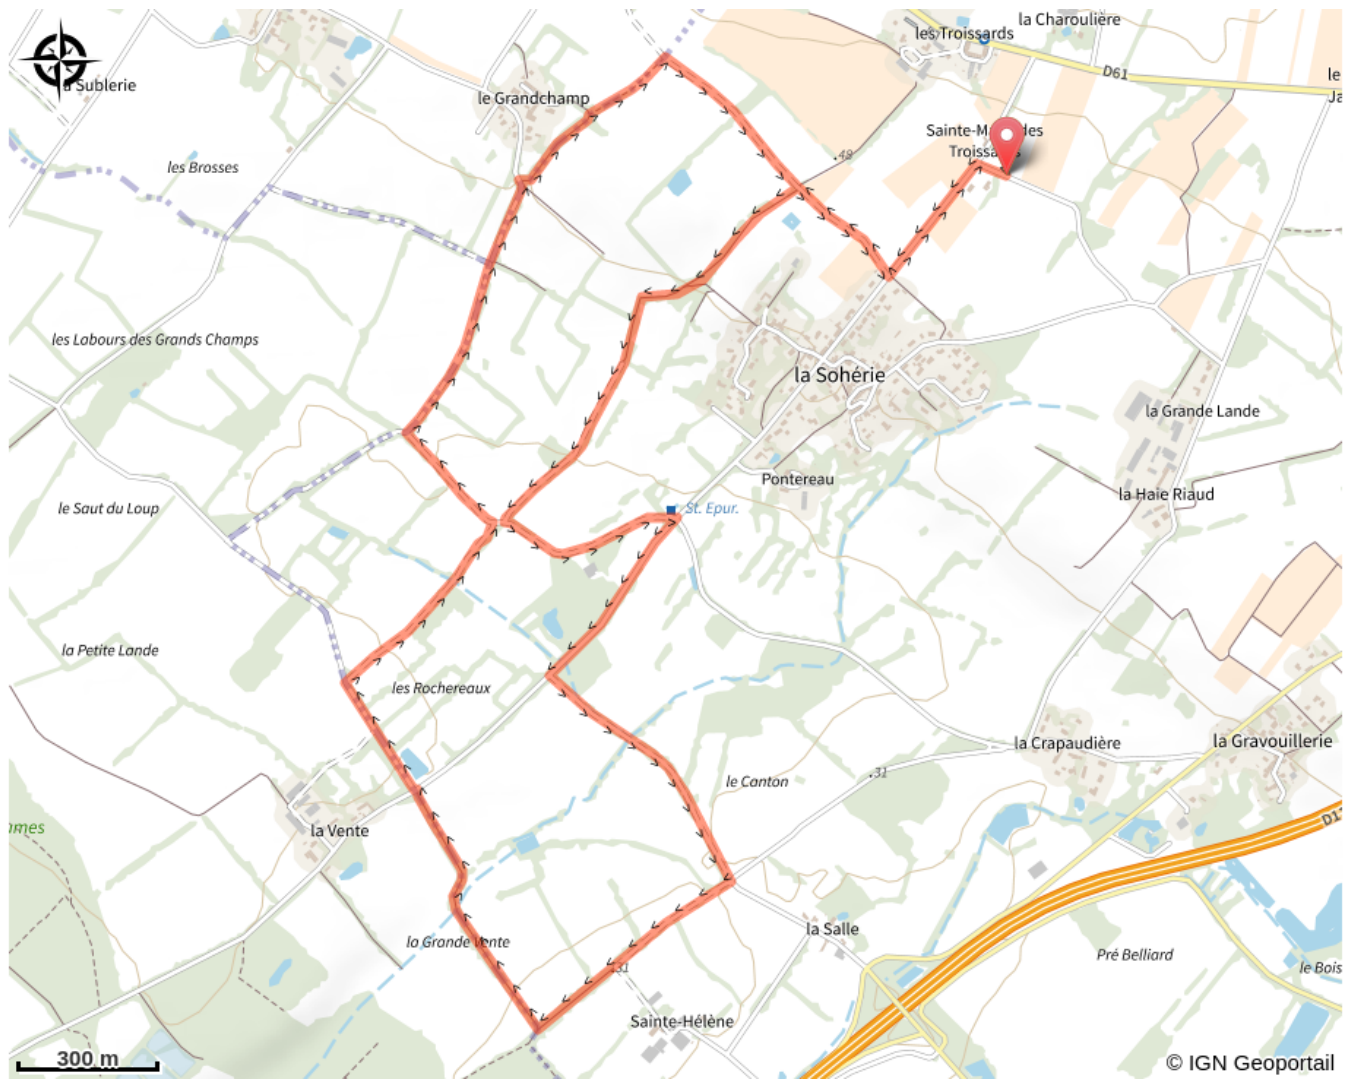 la Charoulière
les Troissards
D61
le
Ja
Sublerie
le Grandchamp
Sainte-Ma des
Troissa s
49
les Brosses
les Labours des Grands Champs
la Sohérie
la Grande Lande
Pontereau
la Haie Riaud
le Saut du Loup
St. Epur.
la Petite Lande
les Rochereaux
la Crapaudière
la Gravouillerie
le Canton
31
mes
la Vente
D1
la Grande Vente
la Salle
Pré Belliard
le Bois
31
Sainte-Hélène
300 m
© IGN Geoportail